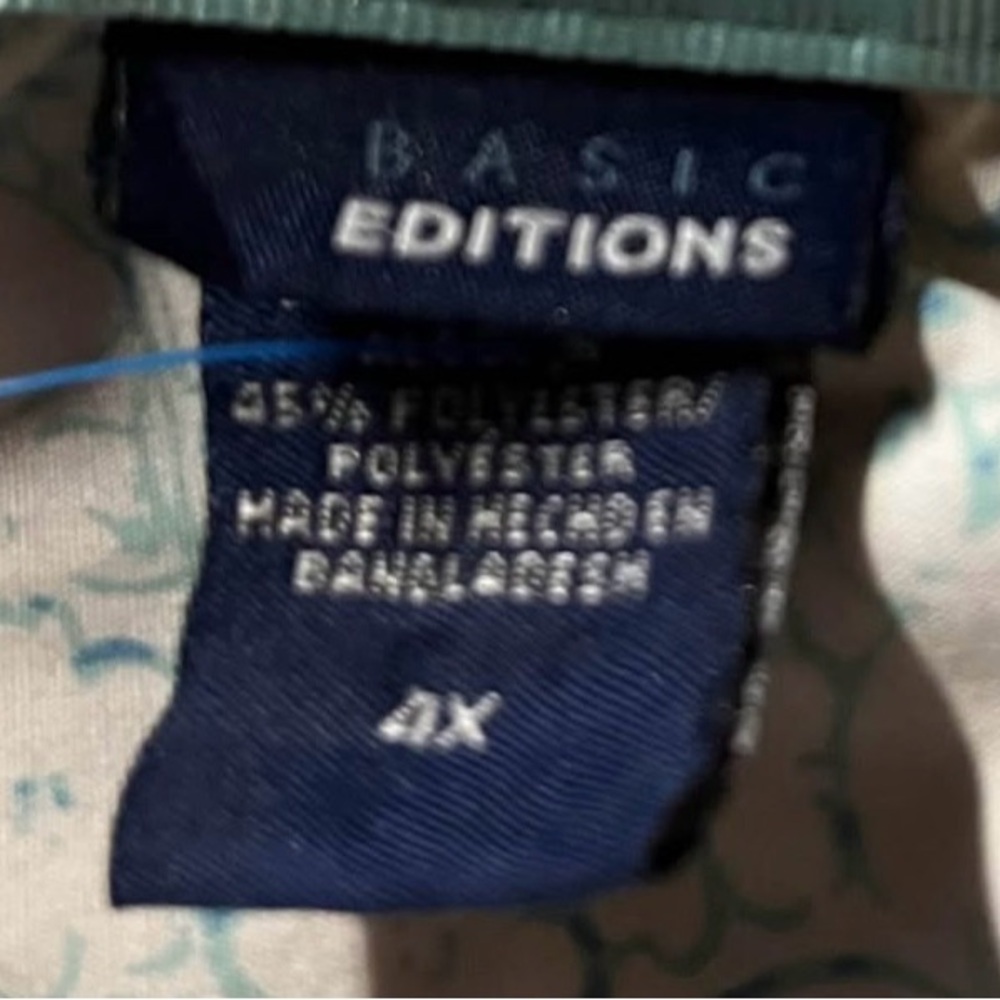 BASIC
EDITIONS
45% POLYESTER/
POLYESTER
MADE IN HECHO EN
BANGLADESH
4X